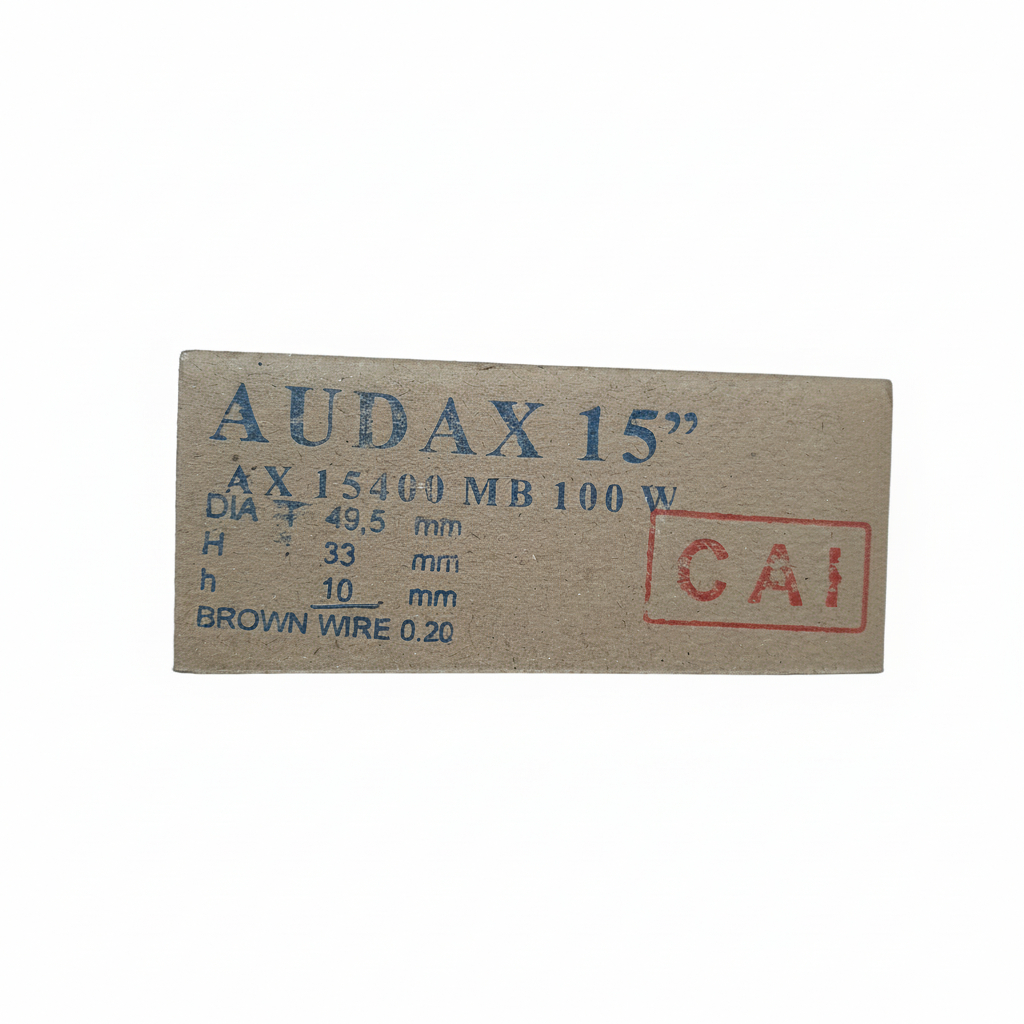 AUDAX 15”
AX 15400 MB 100 W
DIA 49,5 mm
H 33 mm
h 10 mm
BROWN WIRE 0.20
CAI